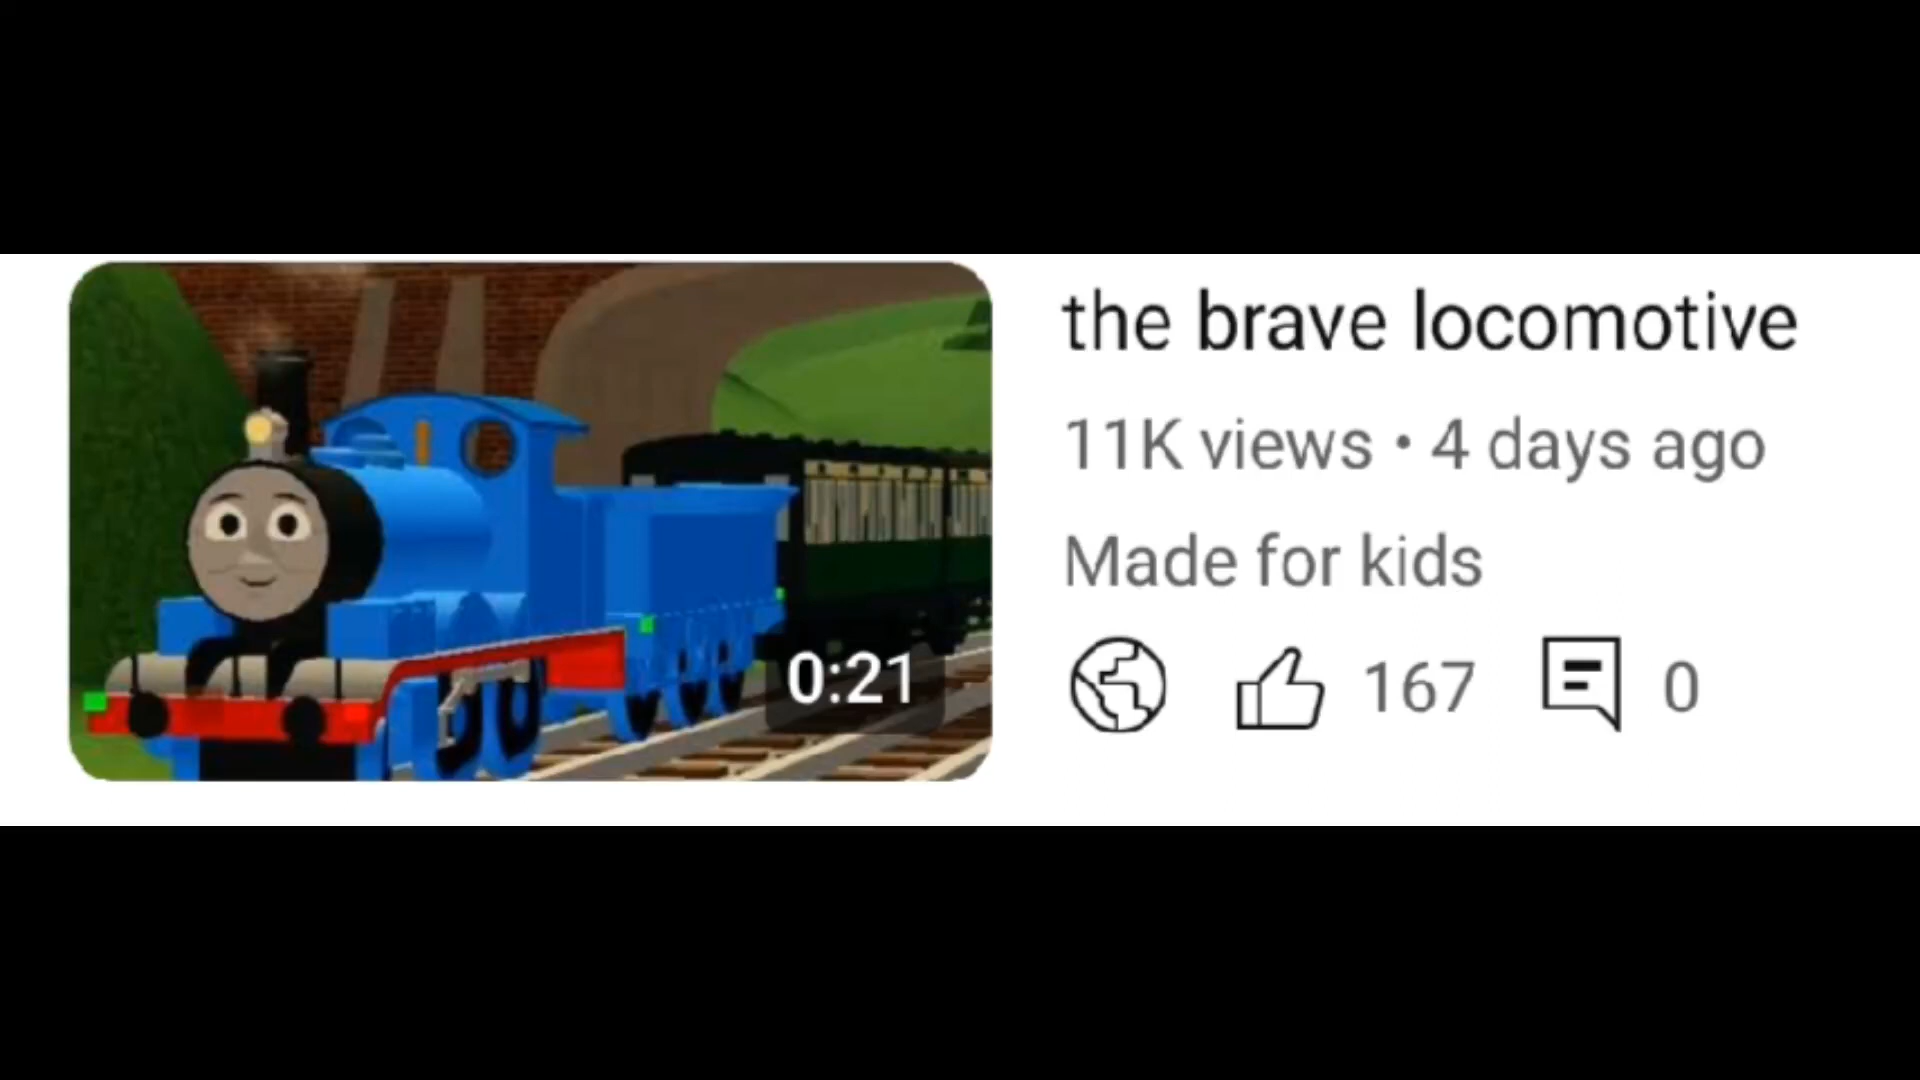 the brave locomotive
11K views • 4 days ago
Made for kids
167 0
0:21